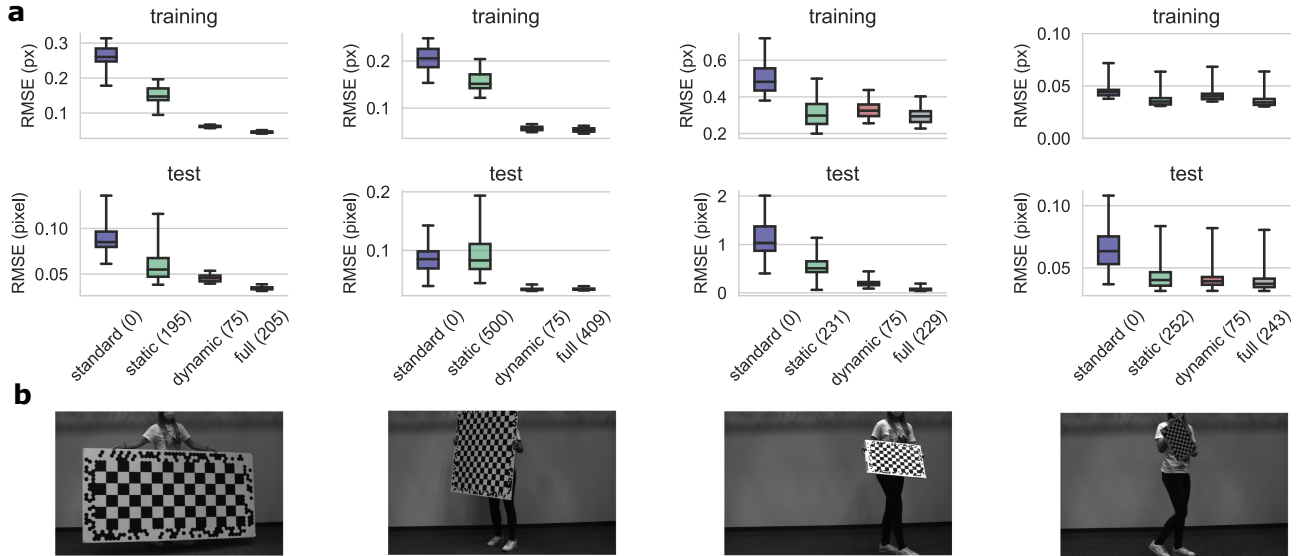 a
training
training
training
training
RMSE (px)
0.3
0.2
0.1
RMSE (px)
0.2
0.1
RMSE (px)
0.6
0.4
0.2
RMSE (px)
0.10
0.05
0.00
test
test
test
test
RMSE (pixel)
0.10
0.05
RMSE (pixel)
0.2
0.1
RMSE (pixel)
2
1
0
RMSE (pixel)
0.10
0.05
standard (0)
static (195)
dynamic (75)
full (205)
standard (0)
static (500)
dynamic (75)
full (409)
standard (0)
static (231)
dynamic (75)
full (229)
standard (0)
static (252)
dynamic (75)
full (243)
b